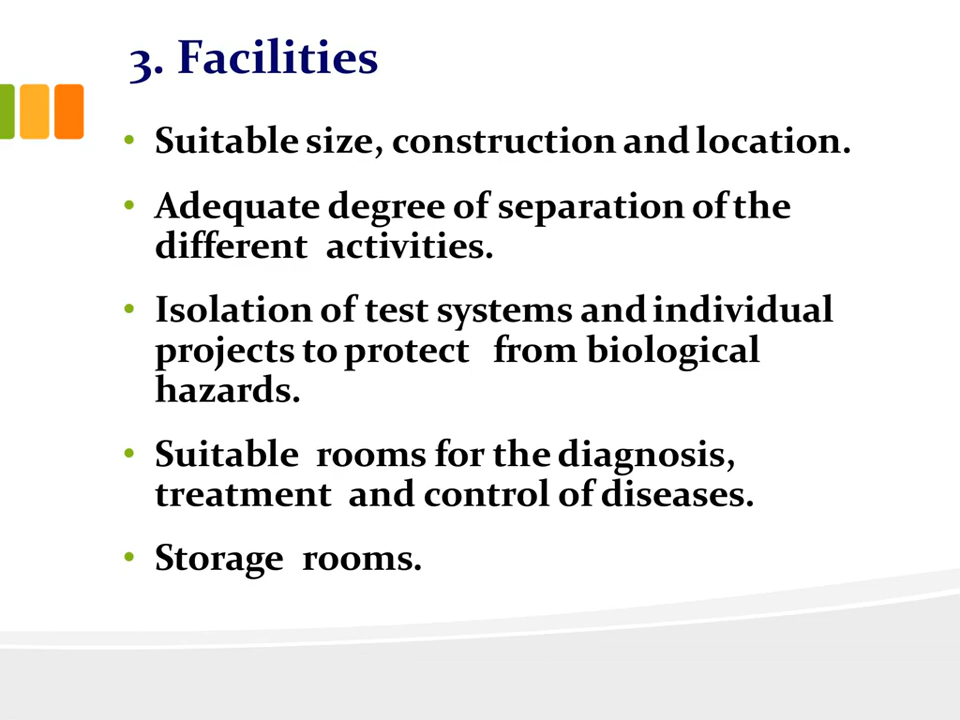 3. Facilities
• Suitable size, construction and location.
• Adequate degree of separation of the
different activities.
• Isolation of test systems and individual
projects to protect from biological
hazards.
• Suitable rooms for the diagnosis,
treatment and control of diseases.
• Storage rooms.